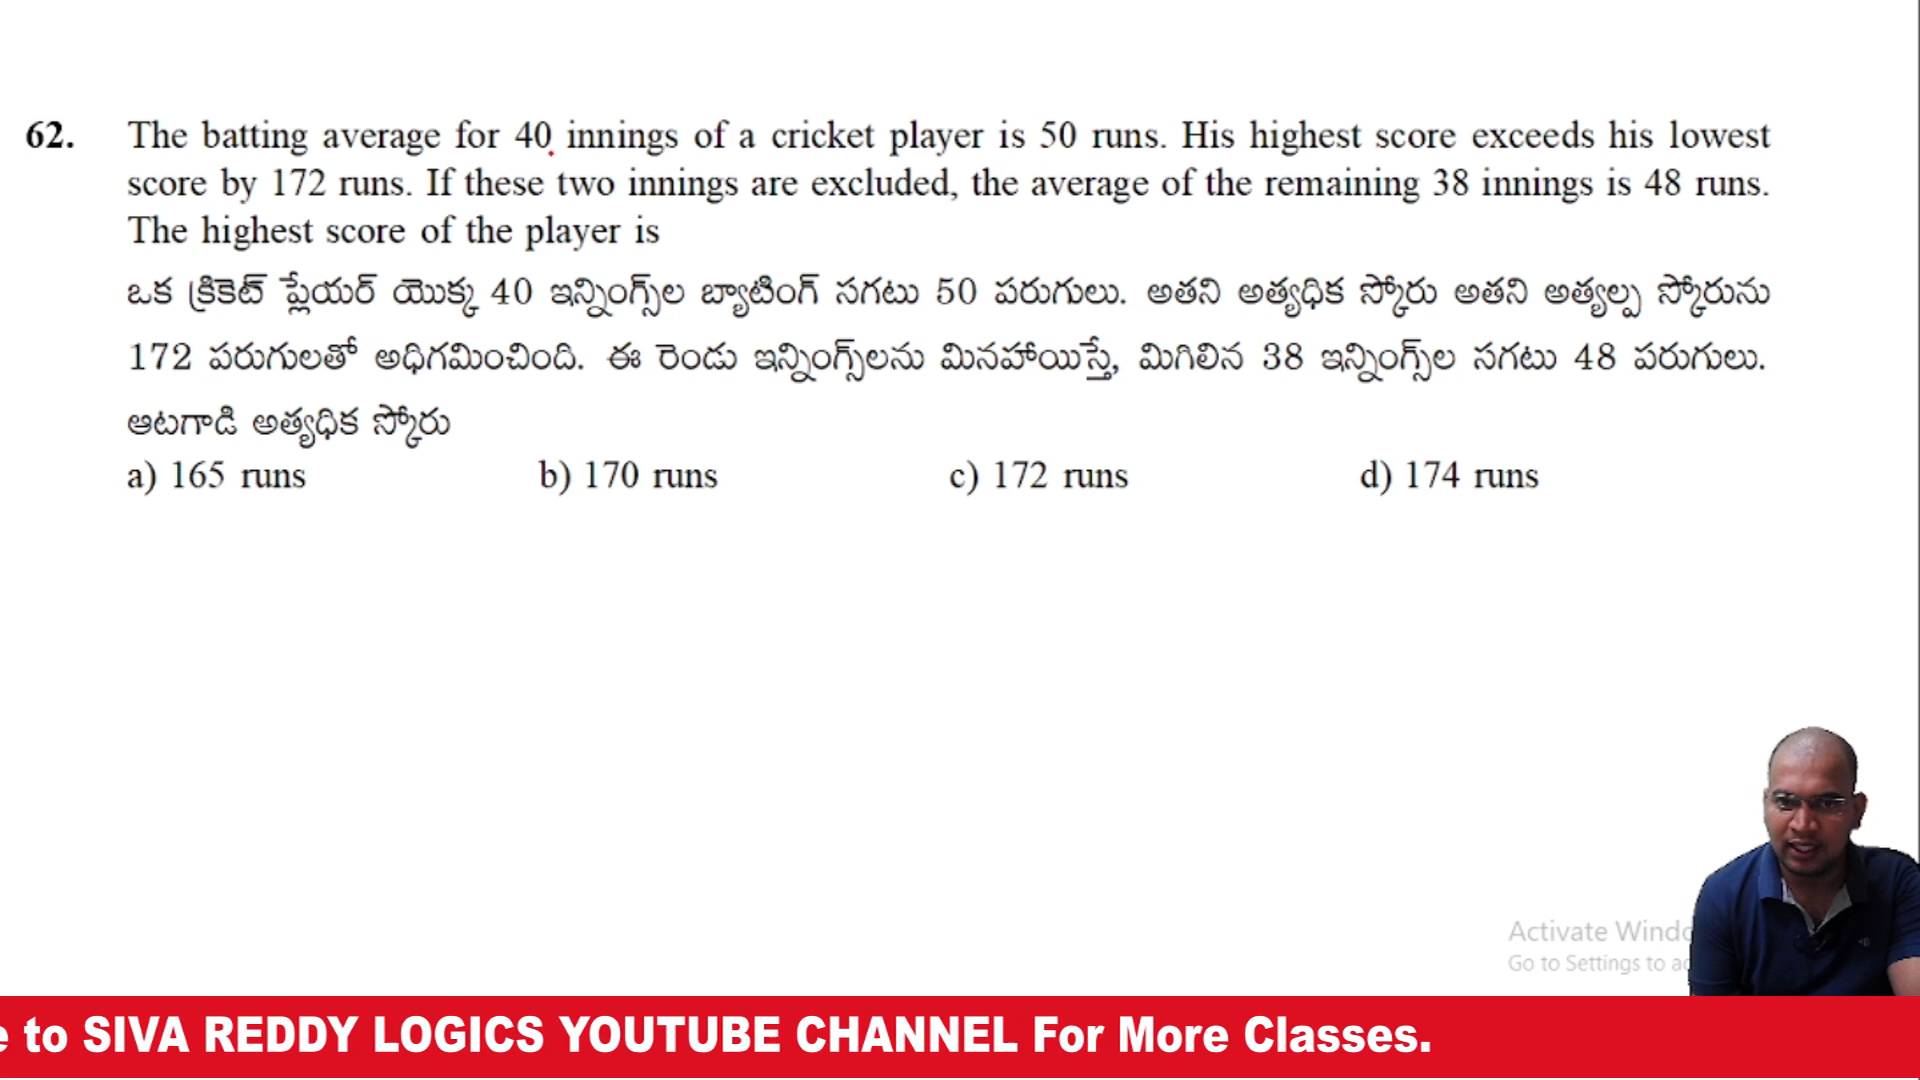 62. The batting average for 40 innings of a cricket player is 50 runs. His highest score exceeds his lowest
score by 172 runs. If these two innings are excluded, the average of the remaining 38 innings is 48 runs.
The highest score of the player is
ఒక క్రికెట్ ప్లేయర్ యొక్క 40 ఇన్నింగ్స్‌ల బ్యాటింగ్ సగటు 50 పరుగులు. అతని అత్యధిక స్కోరు అతని అత్యల్ప స్కోరును
172 పరుగులతో అధిగమించింది. ఈ రెండు ఇన్నింగ్స్‌లను మినహాయిస్తే, మిగిలిన 38 ఇన్నింగ్స్‌ల సగటు 48 పరుగులు.
ఆటగాడి అత్యధిక స్కోరు
a) 165 runs b) 170 runs c) 172 runs d) 174 runs
Activate
Go to Settings to
to SIVA REDDY LOGICS YOUTUBE CHANNEL For More Classes.